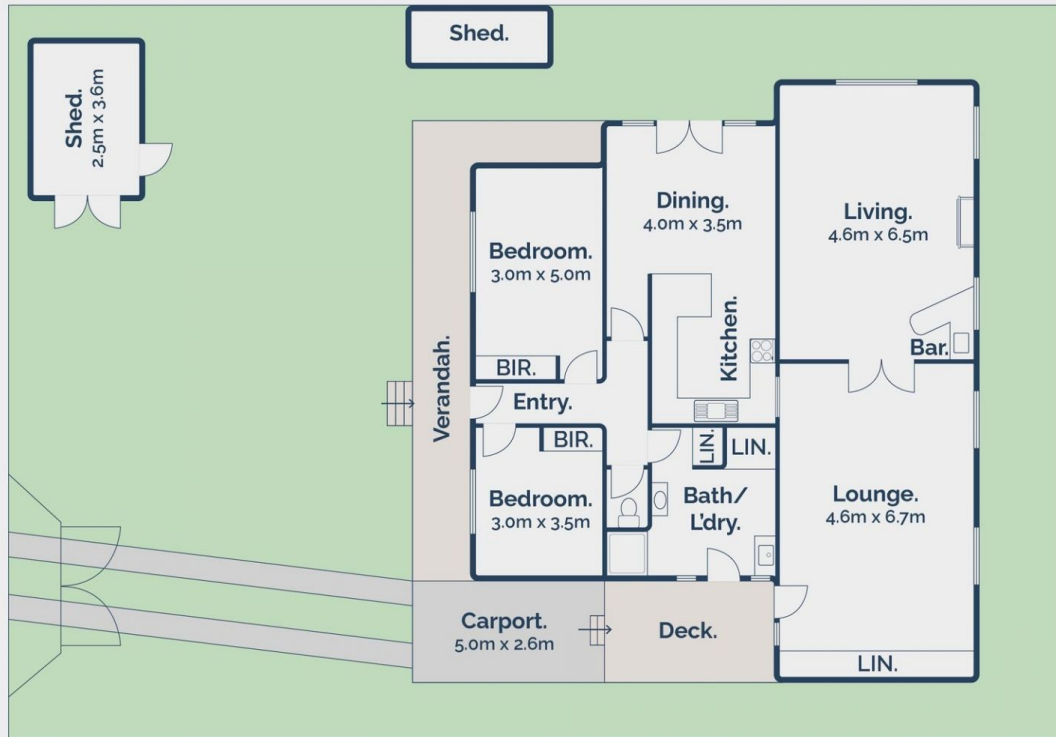 Shed.
Shed.
2.5m x 3.6m
Dining.
4.0m x 3.5m
Living.
4.6m x 6.5m
Bedroom.
3.0m x 5.0m
Kitchen.
Bar.
Verandah.
BIR.
Entry.
BIR.
LIN.
LIN.
Bedroom.
3.0m x 3.5m
Bath/
L'dry.
Lounge.
4.6m x 6.7m
Carport.
5.0m x 2.6m
Deck.
LIN.